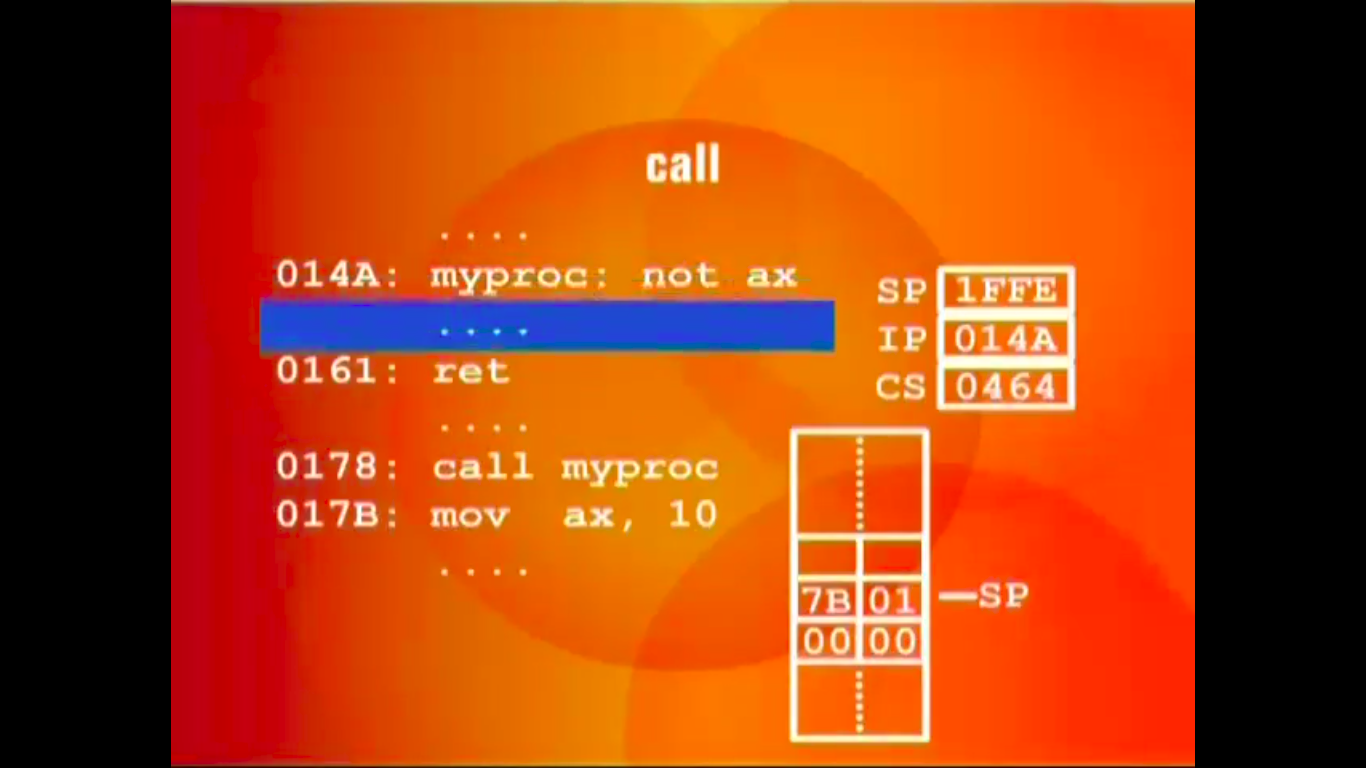 call
....
014A: myproc: not ax
....
0161: ret
....
0178: call myproc
017B: mov ax, 10
....
SP 1FFE
IP 014A
CS 0464
7B 01 SP
00 00